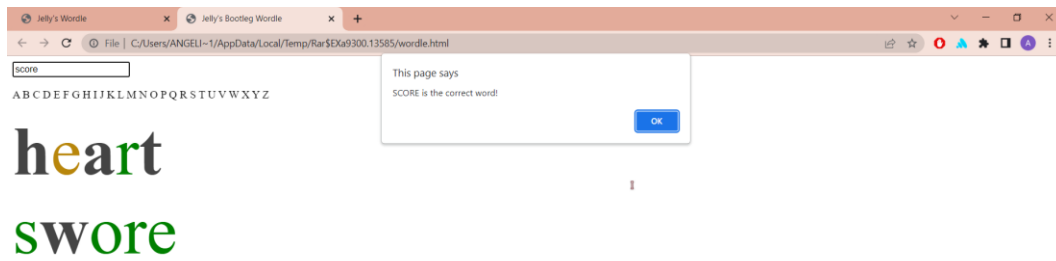 Jelly's Wordle
Jelly's Bootleg Wordle
File | C:/Users/ANGELI~1/AppData/Local/Temp/Rar$EXa9300.13585/wordle.html
A
score
A B C D E F G H I J K L M N O P Q R S T U V W X Y Z
This page says
SCORE is the correct word!
OK
heart
swore